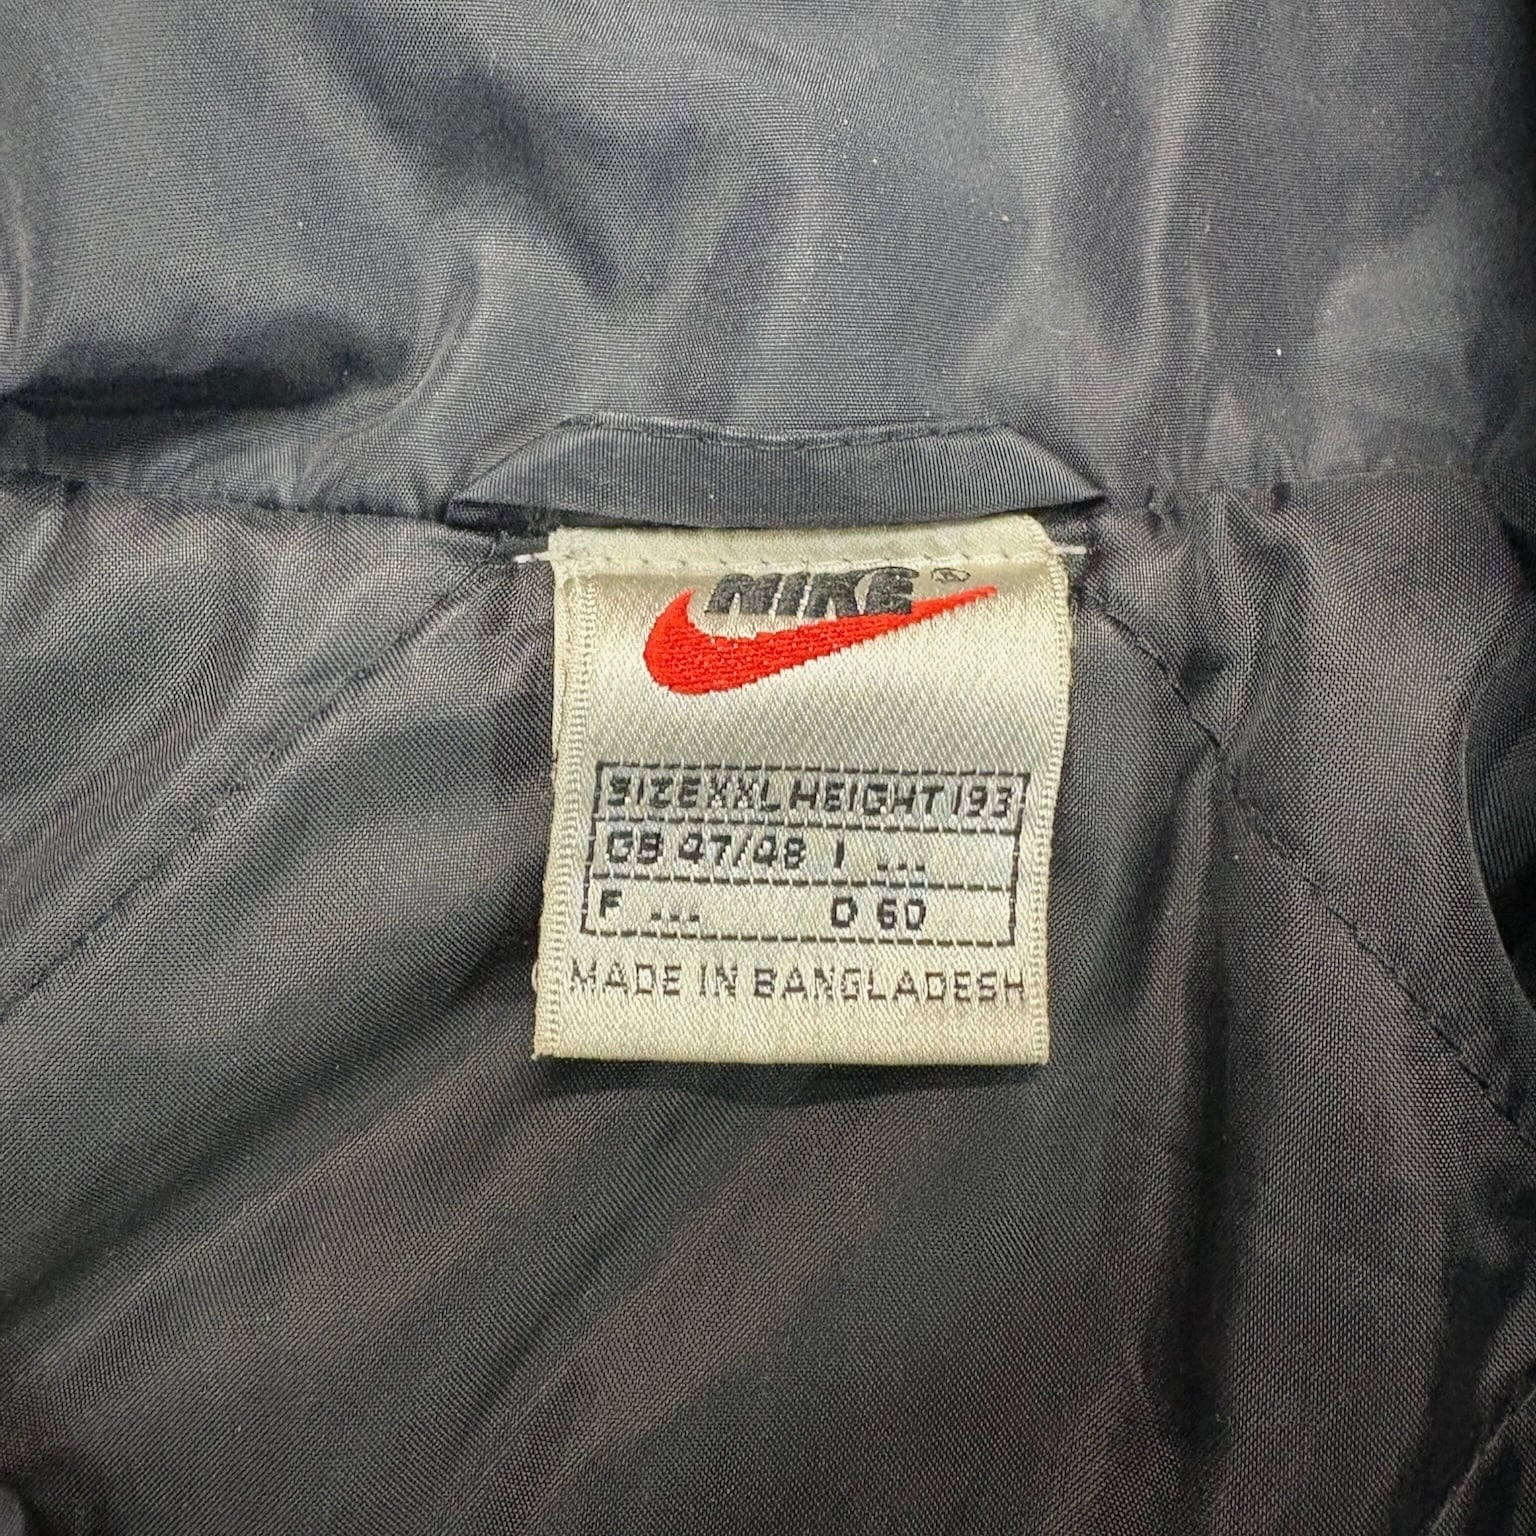 NIKE ®
SIZE XXL HEIGHT 193
GB 47/48 I ---
F --- D 60
MADE IN BANGLADESH